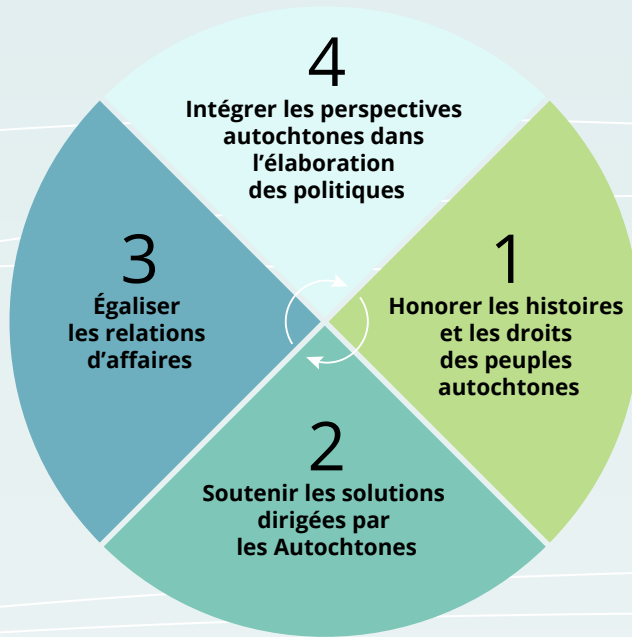 4
Intégrer les perspectives
autochtones dans
l'élaboration
des politiques
3
Égaliser
les relations
d'affaires
1
Honorer les histoires
et les droits
des peuples
autochtones
2
Soutenir les solutions
dirigées par
les Autochtones